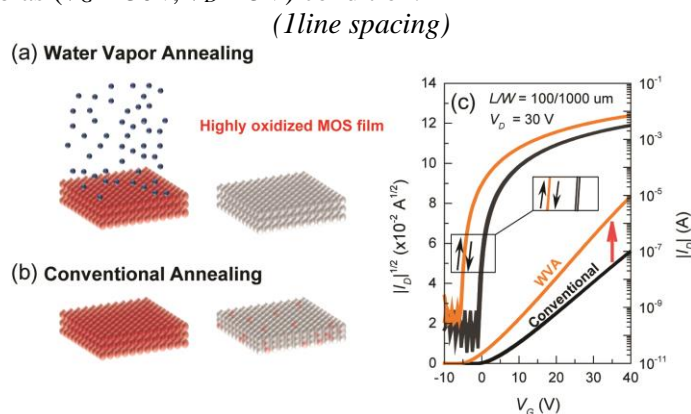 (1line spacing)
(a) Water Vapor Annealing
Highly oxidized MOS film
(b) Conventional Annealing
(c)
L/W = 100/1000 um
V_D = 30 V
WVA
Conventional
|I_D|^1/2 (x10^-2 A^1/2)
14
12
10
8
6
4
2
0
-10 0 10 20 30 40
V_G (V)
10^-1
10^-3
10^-5
10^-7
10^-9
10^-11
|I_D| (A)